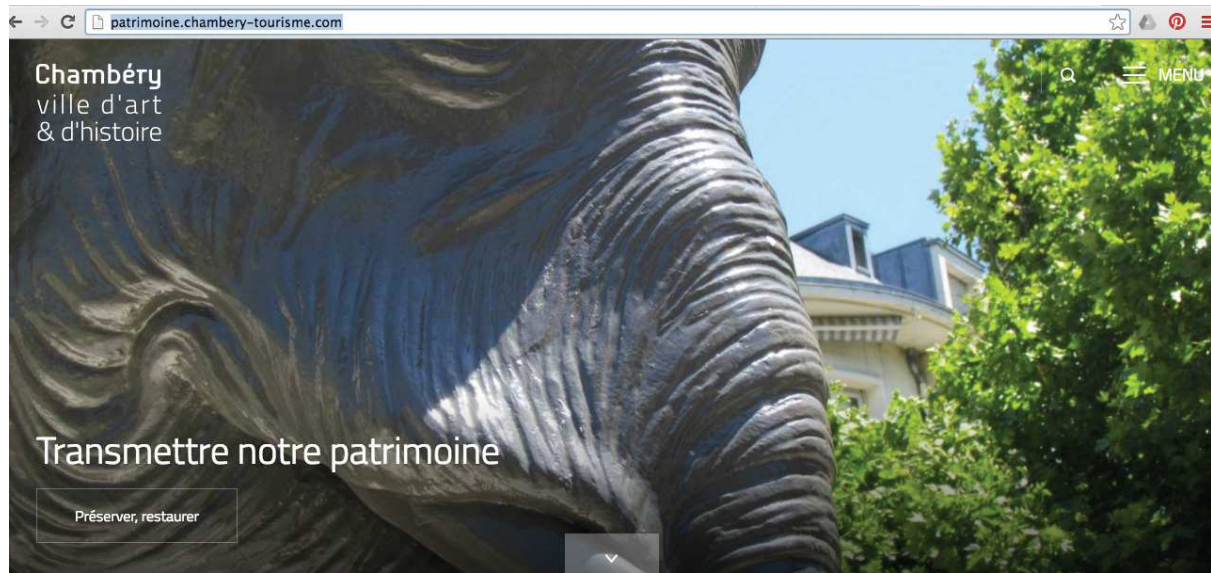 patrimoine.chambery-tourisme.com
Chambéry
ville d'art
& d'histoire
MENU
Transmettre notre patrimoine
Préserver, restaurer